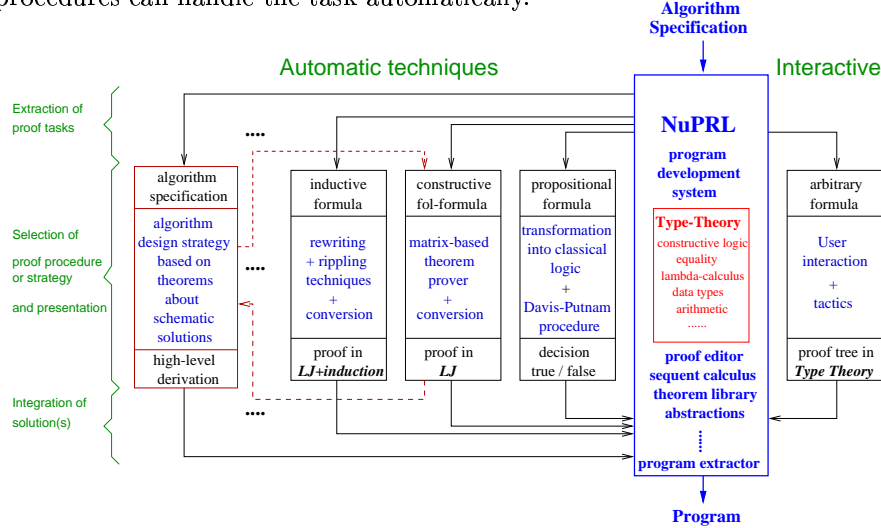 procedures can handle the task automatically.
Algorithm
Specification
Automatic techniques
Interactive
Extraction of
proof tasks
Selection of
proof procedure
or strategy
and presentation
Integration of
solution(s)
....
....
....
algorithm
specification
algorithm
design strategy
based on
theorems
about
schematic
solutions
high-level
derivation
inductive
formula
rewriting
+ rippling
techniques
+
conversion
proof in
LJ+induction
constructive
fol-formula
matrix-based
theorem
prover
+
conversion
proof in
LJ
propositional
formula
transformation
into classical
logic
+
Davis-Putnam
procedure
decision
true / false
NuPRL
program
development
system
Type-Theory
constructive logic
equality
lambda-calculus
data types
arithmetic
......
proof editor
sequent calculus
theorem library
abstractions
program extractor
arbitrary
formula
User
interaction
+
tactics
proof tree in
Type Theory
Program